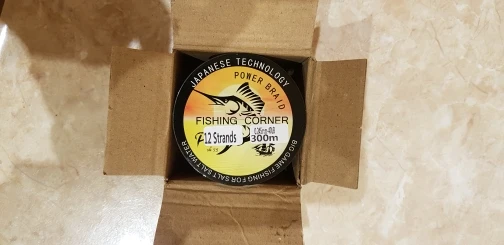 JAPANESE TECHNOLOGY
POWER BRAID
FISHING CORNER
12 Strands
300m
BIG GAME FISHING FOR SALT WATER